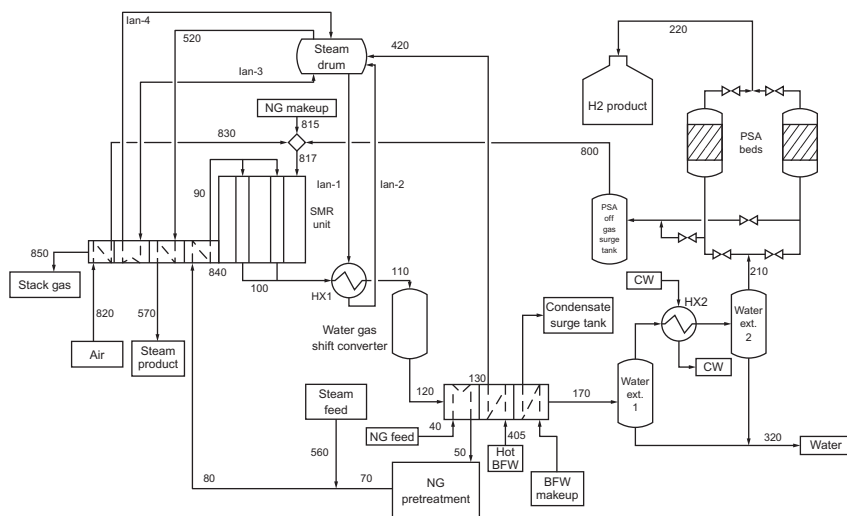 Ian-4
520
Steam
drum
420
220
Ian-3
H2 product
NG makeup
815
830
817
800
PSA
beds
90
Ian-1
Ian-2
SMR
unit
PSA
off
gas
surge
tank
850
840
Stack gas
100
HX1
110
210
CW
HX2
820
570
Water gas
shift converter
Condensate
surge tank
Water
ext.
2
Air
Steam
product
CW
130
120
170
Water
ext.
1
Steam
feed
40
405
NG feed
320
Water
560
50
Hot
BFW
80
70
NG
pretreatment
BFW
makeup